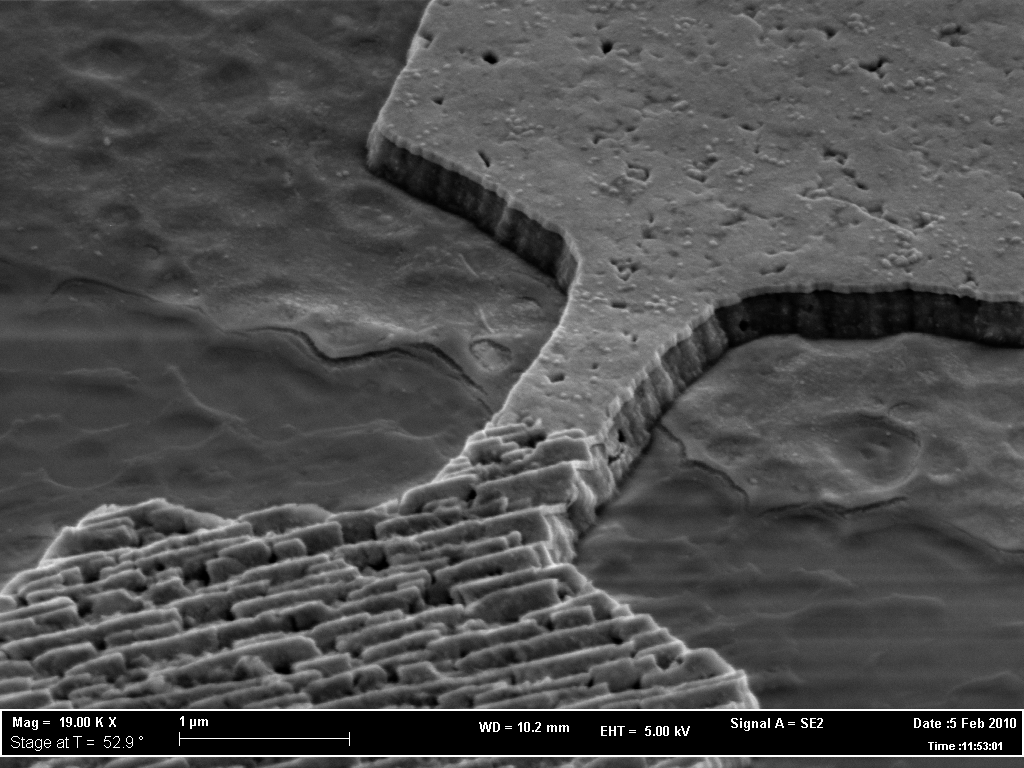 Mag = 19.00 K X
1 µm
WD = 10.2 mm
EHT = 5.00 kV
Signal A = SE2
Date :5 Feb 2010
Stage at T = 52.9 °
Time :11:53:01